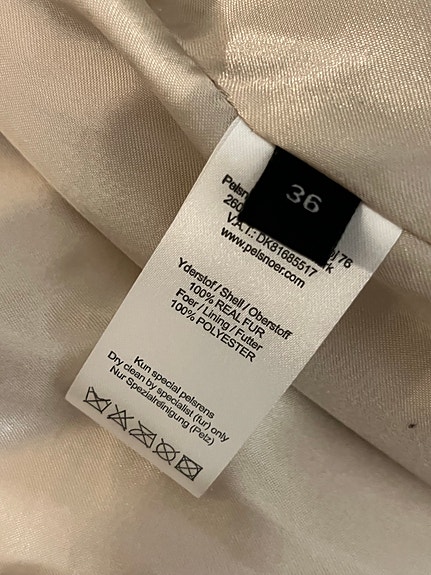 36
V.A.T.: DK81685517
www.pelsnoer.com
Yderstof / Shell / Oberstoff
100% REAL FUR
Foer / Lining / Futter
100% POLYESTER
Kun special pelsrens
Dry clean by specialist (fur) only
Nur Spezialreinigung (Pelz)